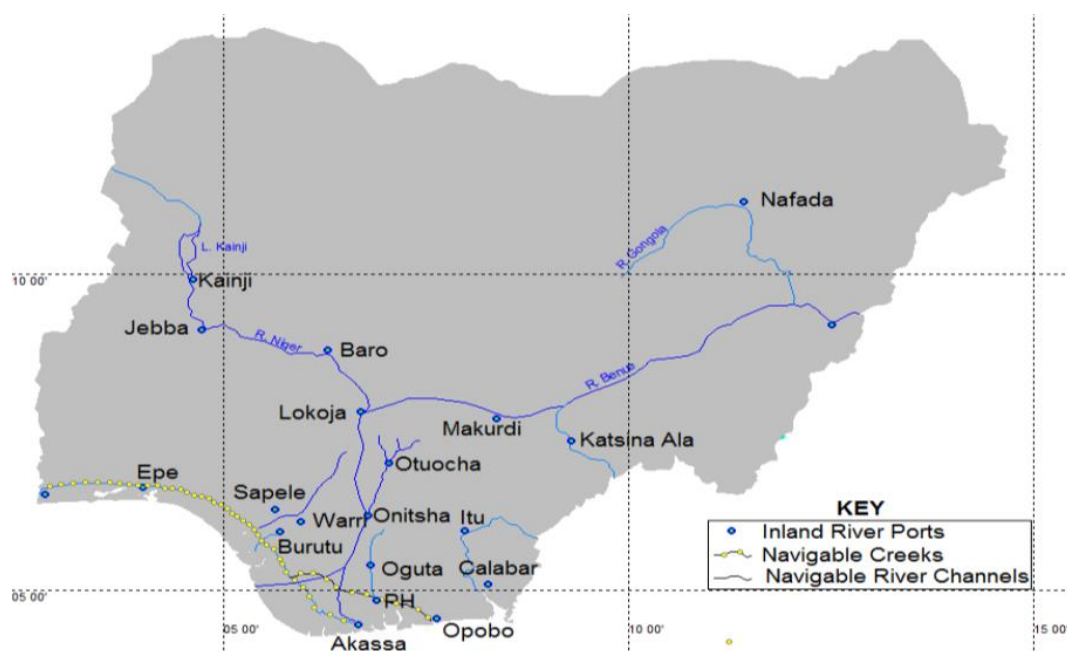 Nafada
R. Gongola
L. Kainji
10 00'
Kainji
Jebba
R. Niger
Baro
R. Benue
Lokoja
Makurdi
Katsina Ala
Otuocha
Epe
Sapele
KEY
Warri
Onitsha
Itu
Inland River Ports
Burutu
Navigable Creeks
Oguta
Calabar
Navigable River Channels
05 00'
PH
Opobo
05 00'
10 00'
15 00'
Akassa